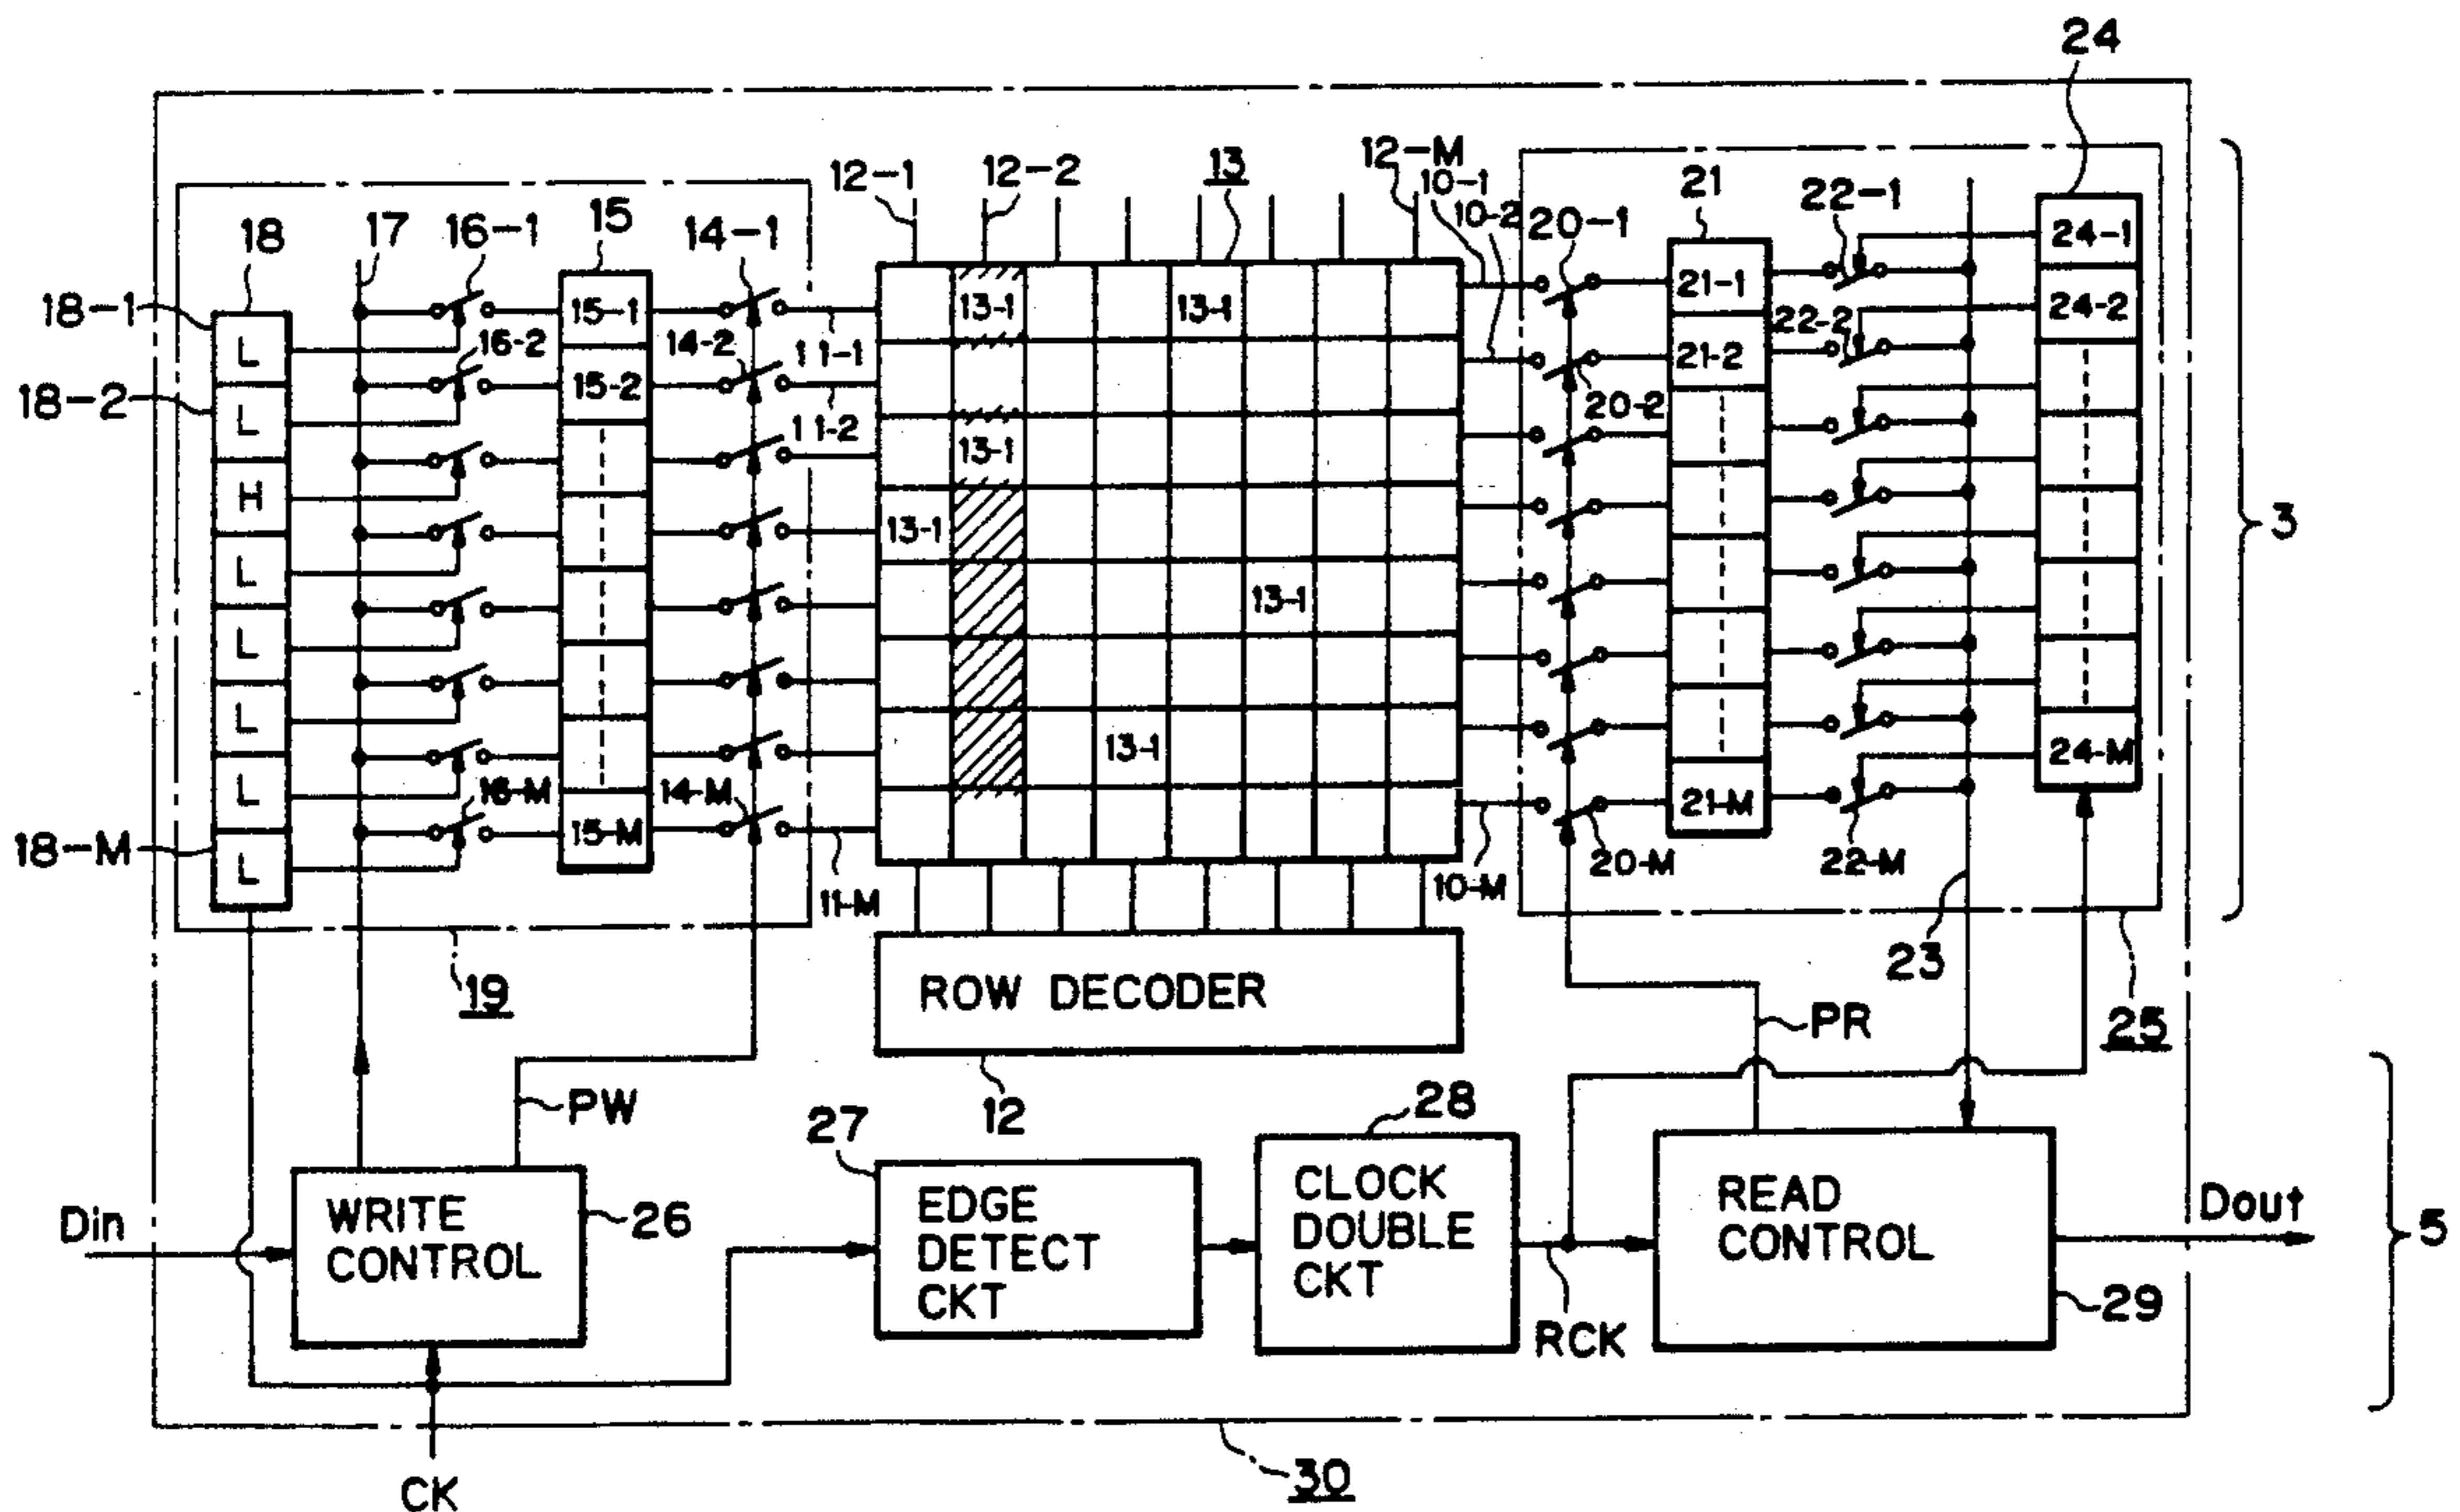 24
12-1
12-2
13
12-M
10-1
10-2
18
17
16-1
15
14-1
20-1
21
22-1
24-1
18-1
L
16-2
15-1
14-2
11-1
13-1
13-1
21-1
22-2
24-2
18-2
L
15-2
11-2
21-2
20-2
H
13-1
3
L
13-1
L
13-1
L
13-1
L
16-M
14-M
24-M
18-M
L
15-M
11-M
10-M
21-M
20-M
22-M
19
ROW DECODER
23
25
PR
PW
12
27
28
Din
WRITE
CONTROL
26
EDGE
DETECT
CKT
CLOCK
DOUBLE
CKT
RCK
READ
CONTROL
29
Dout
5
CK
30